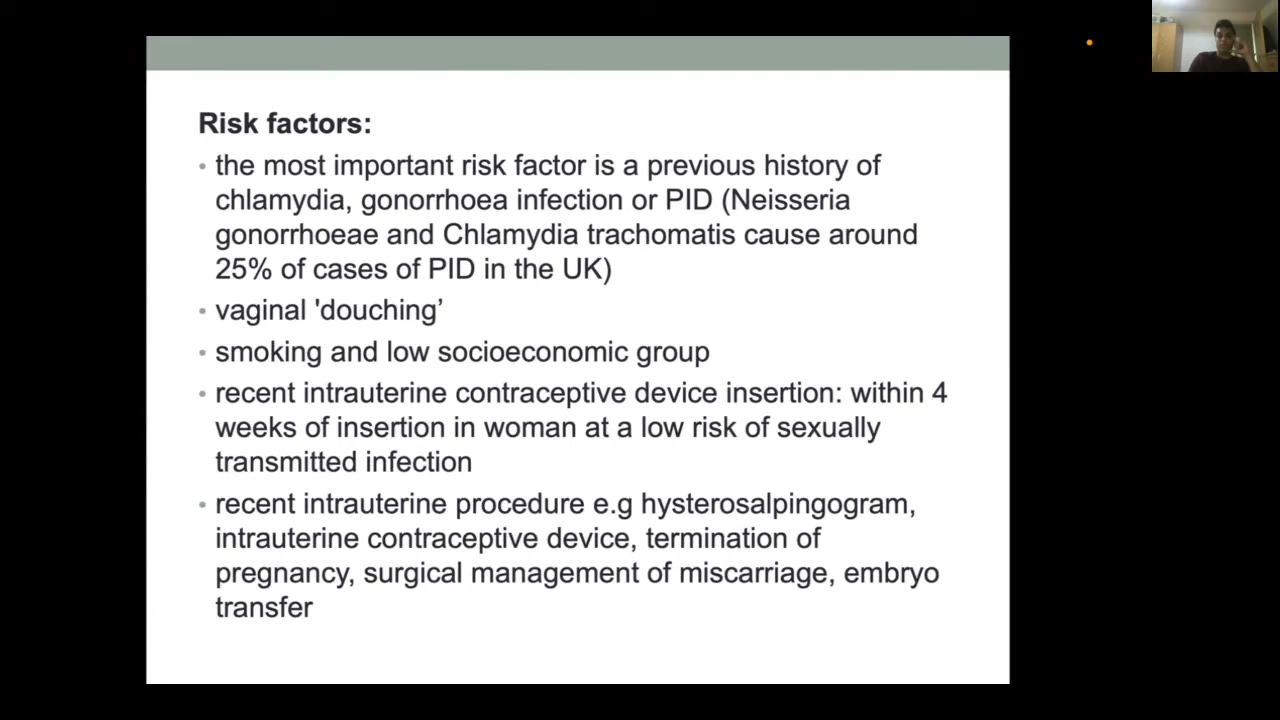 Risk factors:
• the most important risk factor is a previous history of
chlamydia, gonorrhoea infection or PID (Neisseria
gonorrhoeae and Chlamydia trachomatis cause around
25% of cases of PID in the UK)
• vaginal 'douching’
• smoking and low socioeconomic group
• recent intrauterine contraceptive device insertion: within 4
weeks of insertion in woman at a low risk of sexually
transmitted infection
• recent intrauterine procedure e.g hysterosalpingogram,
intrauterine contraceptive device, termination of
pregnancy, surgical management of miscarriage, embryo
transfer